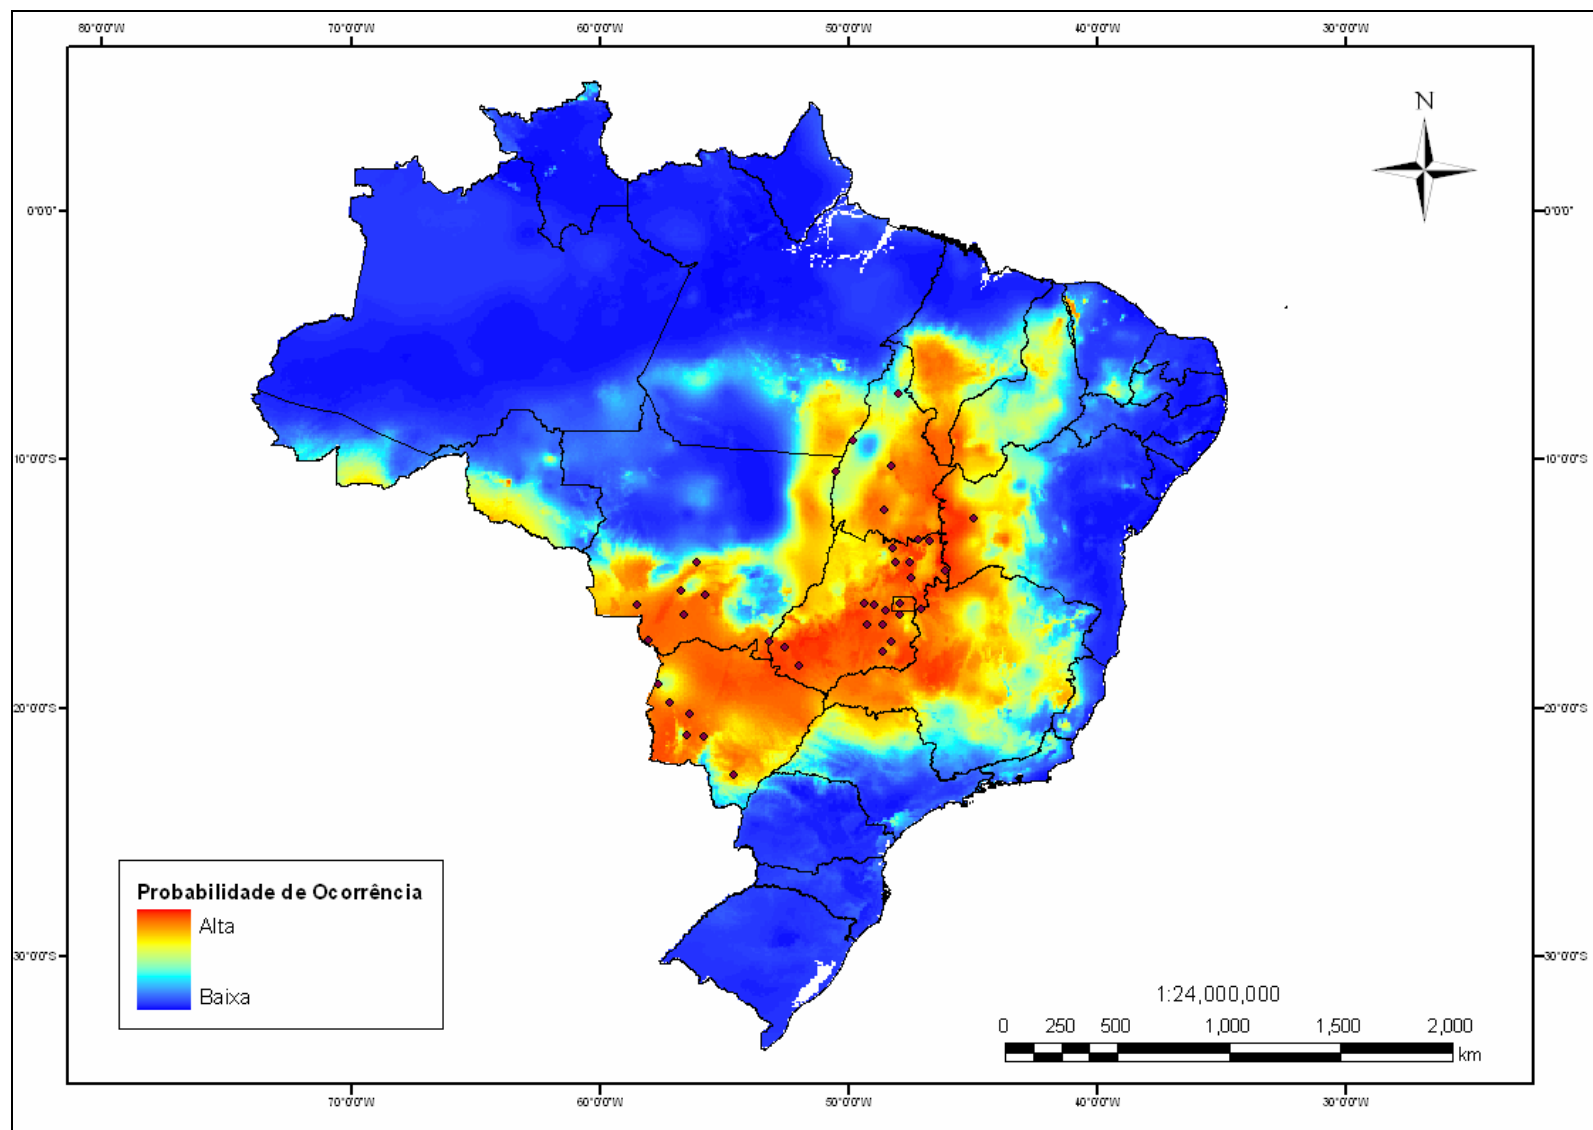 80°0'0"W 70°0'0"W 60°0'0"W 50°0'0"W 40°0'0"W 30°0'0"W
N
0°0'0" 0°0'0"
10°0'0"S 10°0'0"S
20°0'0"S 20°0'0"S
Probabilidade de Ocorrência
Alta
Baixa
30°0'0"S 30°0'0"S
1:24,000,000
0 250 500 1,000 1,500 2,000
km
70°0'0"W 60°0'0"W 50°0'0"W 40°0'0"W 30°0'0"W